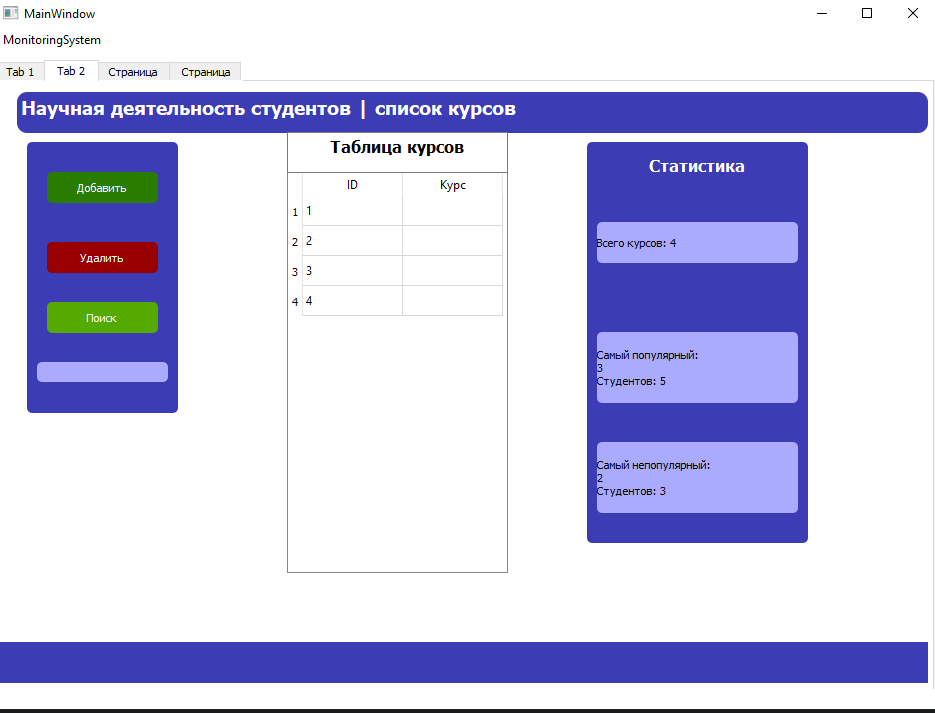 MainWindow
MonitoringSystem
Tab 1 Tab 2 Страница Страница
Научная деятельность студентов | список курсов
Добавить
Удалить
Поиск
Таблица курсов
ID Курс
1 1
2 2
3 3
4 4
Статистика
Всего курсов: 4
Самый популярный:
3
Студентов: 5
Самый непопулярный:
2
Студентов: 3